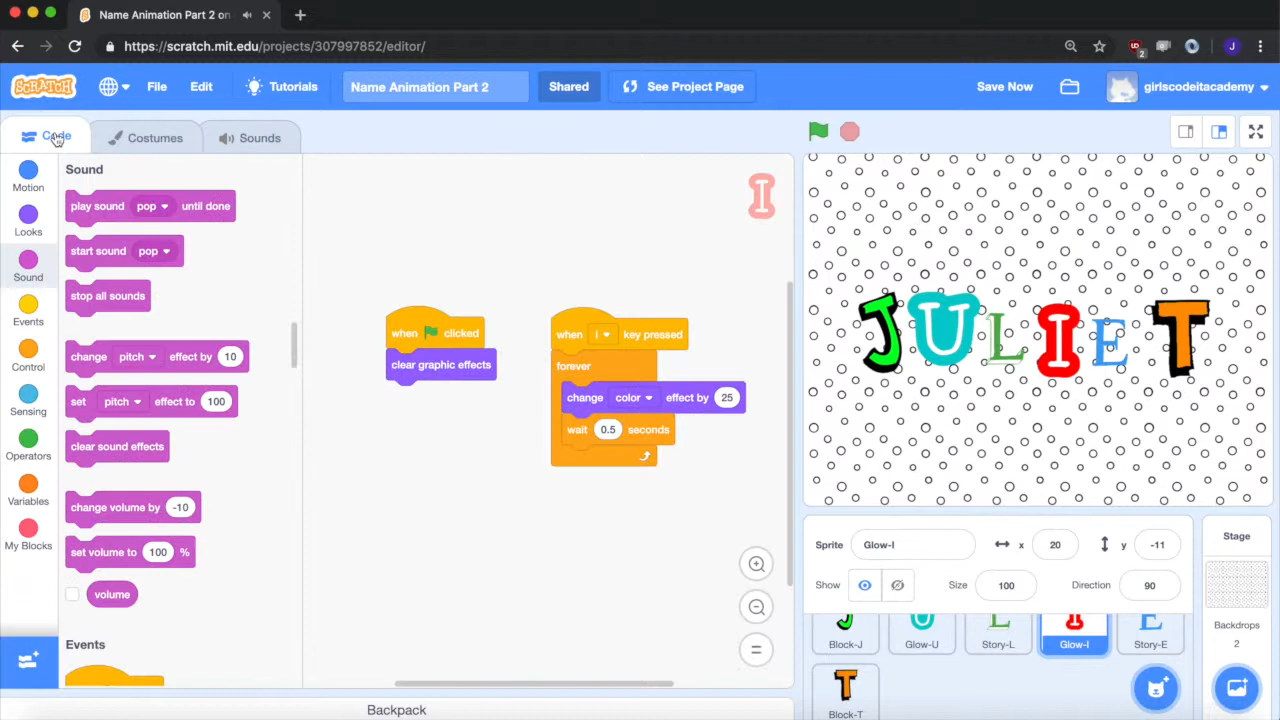 Name Animation Part 2 on
https://scratch.mit.edu/projects/307997852/editor/
2
J
SCRATCH
File
Edit
Tutorials
Name Animation Part 2
Shared
See Project Page
Save Now
girlscodeitacademy
Code
Costumes
Sounds
Motion
Looks
Sound
Events
Control
Sensing
Operators
Variables
My Blocks
Sound
play sound pop until done
start sound pop
stop all sounds
change pitch effect by 10
set pitch effect to 100
clear sound effects
change volume by -10
set volume to 100 %
volume
Events
when clicked
clear graphic effects
when i key pressed
forever
change color effect by 25
wait 0.5 seconds
I
Backpack
JULIET
Sprite Glow-I x 20 y -11
Show Size 100 Direction 90
J U L I E
Block-J Glow-U Story-L Glow-I Story-E
T
Block-T
Stage
Backdrops
2